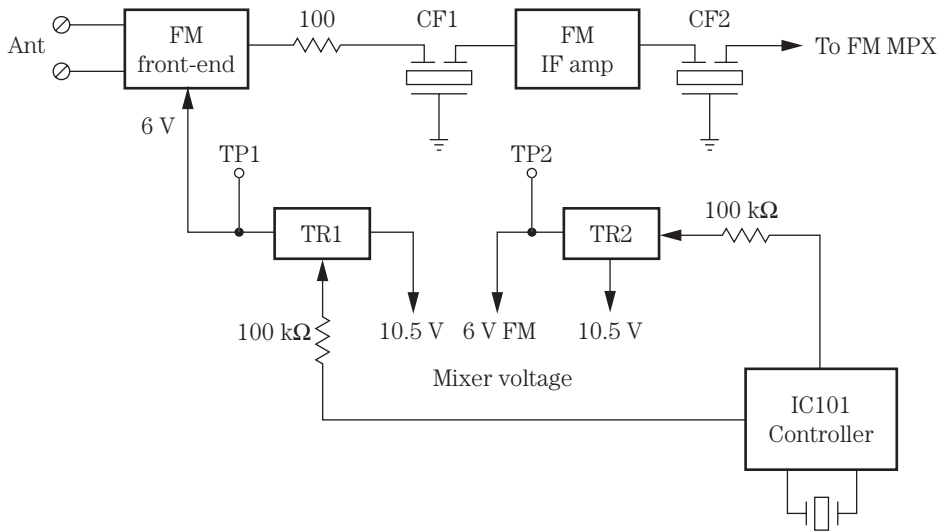 Ant
FM
front-end
100
CF1
FM
IF amp
CF2
To FM MPX
6 V
TP1
TP2
TR1
TR2
100 kΩ
100 kΩ
10.5 V
6 V FM
10.5 V
Mixer voltage
IC101
Controller